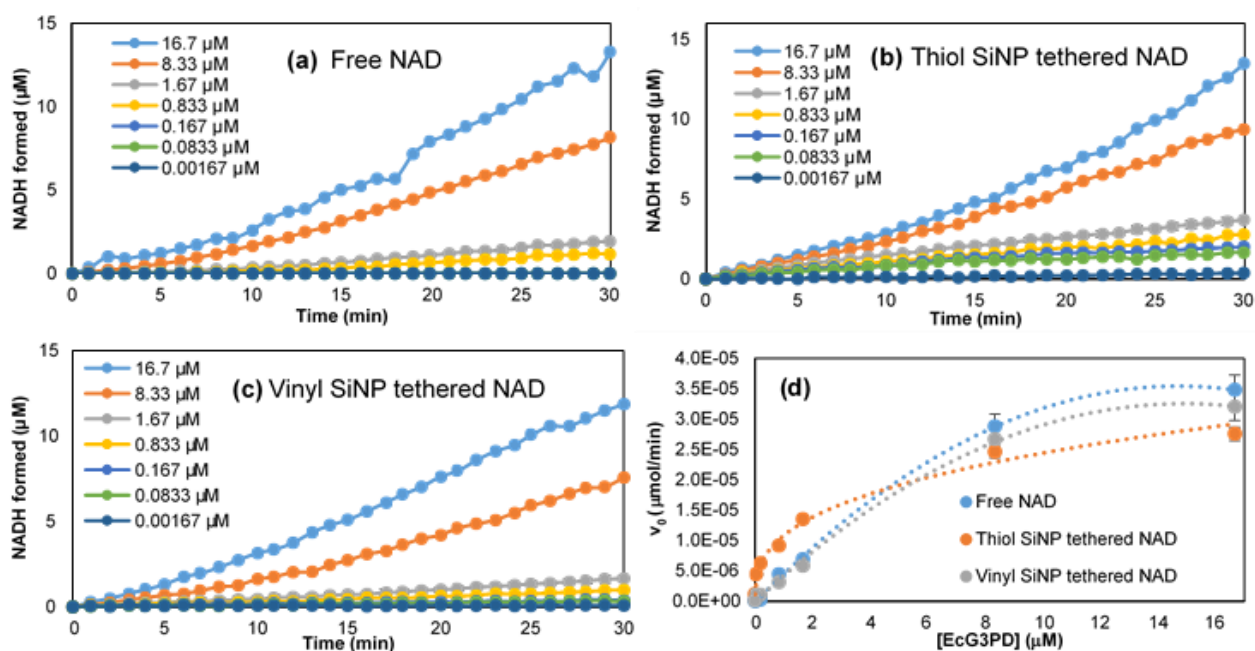 (a) Free NAD
NADH formed (µM)
15
10
5
0
16.7 µM
8.33 µM
1.67 µM
0.833 µM
0.167 µM
0.0833 µM
0.00167 µM
0 5 10 15 20 25 30
Time (min)
(b) Thiol SiNP tethered NAD
NADH formed (µM)
15
10
5
0
16.7 µM
8.33 µM
1.67 µM
0.833 µM
0.167 µM
0.0833 µM
0.00167 µM
0 5 10 15 20 25 30
Time (min)
(c) Vinyl SiNP tethered NAD
NADH formed (µM)
15
10
5
0
16.7 µM
8.33 µM
1.67 µM
0.833 µM
0.167 µM
0.0833 µM
0.00167 µM
0 5 10 15 20 25 30
Time (min)
(d)
v0 (µmol/min)
4.0E-05
3.5E-05
3.0E-05
2.5E-05
2.0E-05
1.5E-05
1.0E-05
5.0E-06
0.0E+00
Free NAD
Thiol SiNP tethered NAD
Vinyl SiNP tethered NAD
0 2 4 6 8 10 12 14 16
[EcG3PD] (µM)